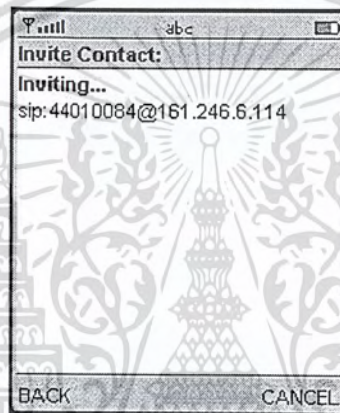 abc
Invite Contact:
Inviting...
sip:44010084@161.246.6.114
BACK CANCEL